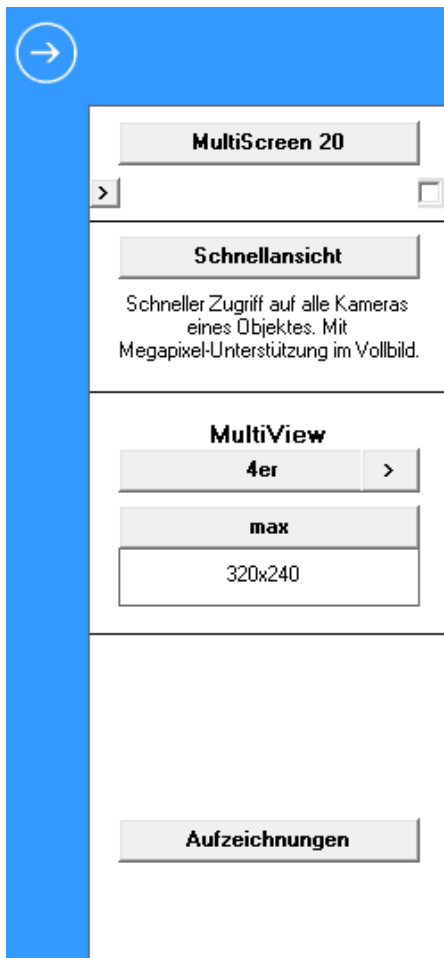 MultiScreen 20
>
Schnellansicht
Schneller Zugriff auf alle Kameras
eines Objektes. Mit
Megapixel-Unterstützung im Vollbild.
MultiView
4er >
max
320x240
Aufzeichnungen